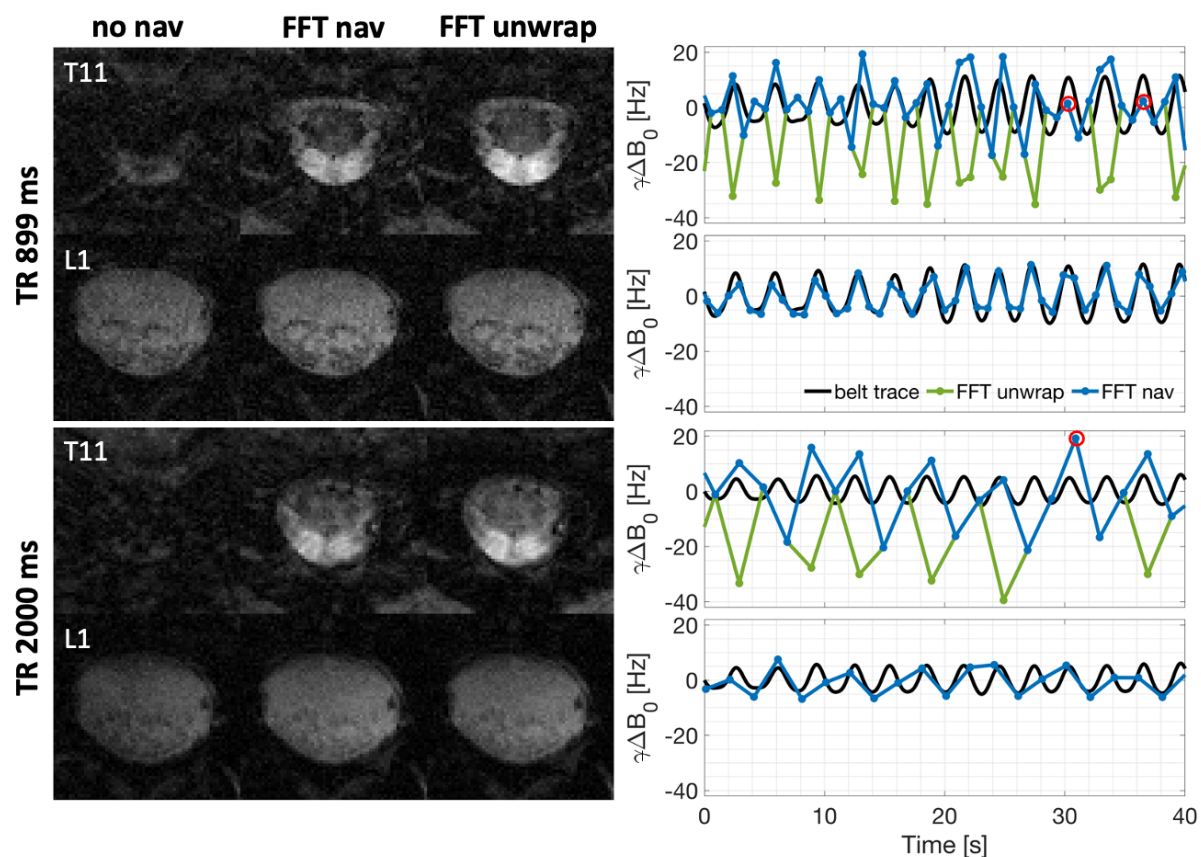 no nav FFT nav FFT unwrap
TR 899 ms
T11
L1
TR 2000 ms
T11
L1
γΔB₀ [Hz]
20
0
-20
-40
γΔB₀ [Hz]
20
0
-20
-40
belt trace FFT unwrap FFT nav
γΔB₀ [Hz]
20
0
-20
-40
γΔB₀ [Hz]
20
0
-20
-40
0 10 20 30 40
Time [s]